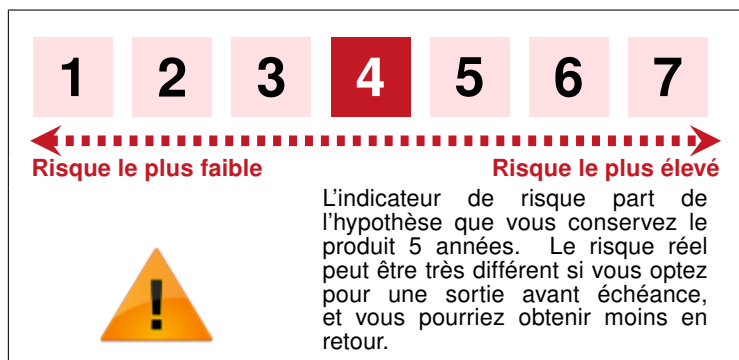 1 2 3 4 5 6 7
Risque le plus faible Risque le plus élevé
L'indicateur de risque part de
l'hypothèse que vous conservez le
produit 5 années. Le risque réel
peut être très différent si vous optez
pour une sortie avant échéance,
et vous pourriez obtenir moins en
retour.